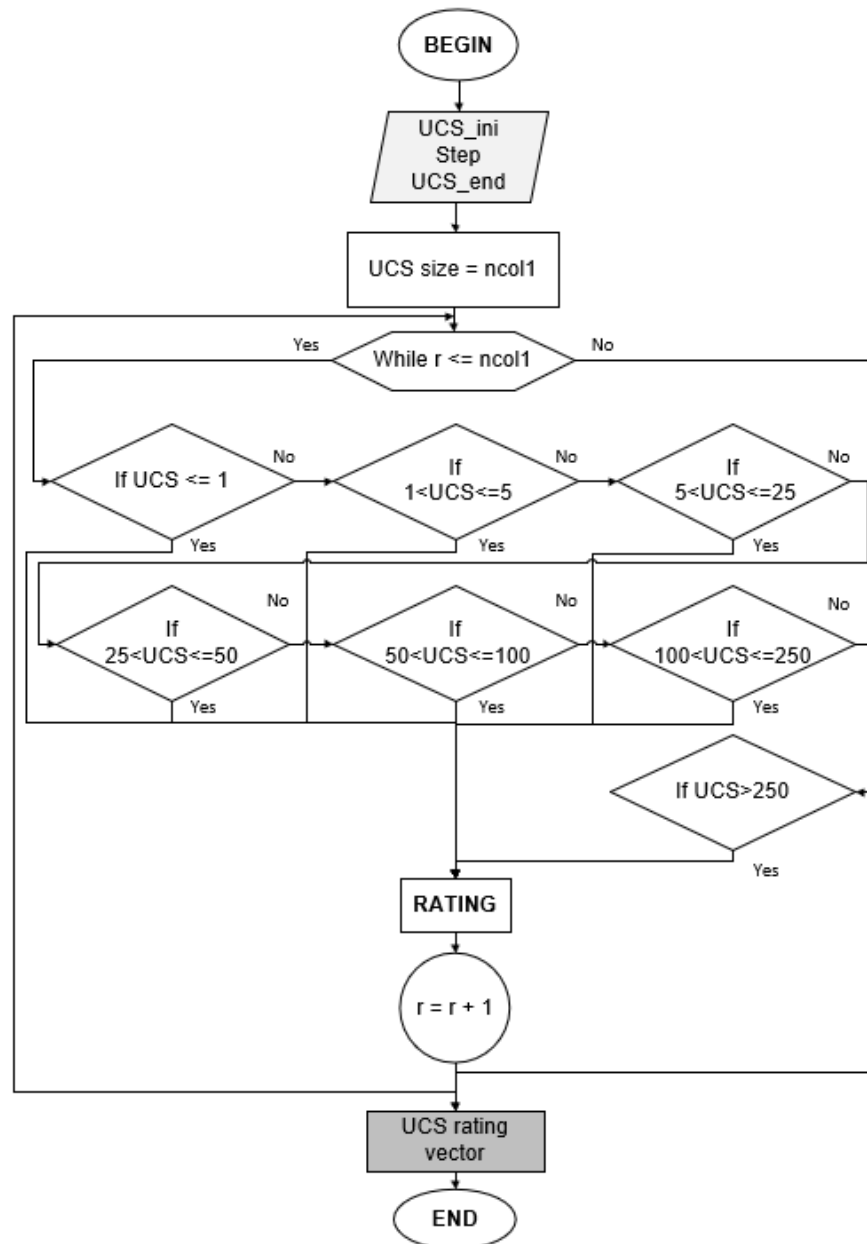 BEGIN
UCS_ini
Step
UCS_end
UCS size = ncol1
Yes
While r <= ncol1
No
If UCS <= 1
No
If
1<UCS<=5
No
If
5<UCS<=25
No
Yes
Yes
Yes
If
25<UCS<=50
No
If
50<UCS<=100
No
If
100<UCS<=250
No
Yes
Yes
Yes
If UCS>250
Yes
RATING
r = r + 1
UCS rating
vector
END